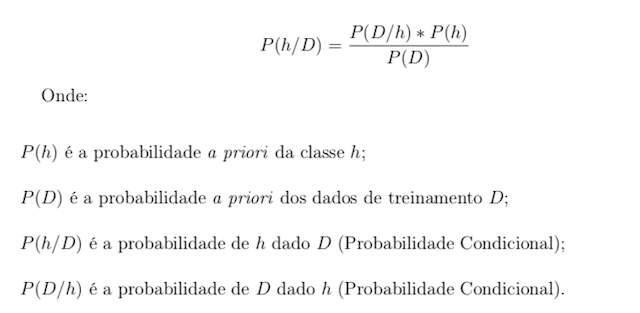 P(h/D) = P(D/h) * P(h) / P(D)
Onde:
P(h) é a probabilidade a priori da classe h;
P(D) é a probabilidade a priori dos dados de treinamento D;
P(h/D) é a probabilidade de h dado D (Probabilidade Condicional);
P(D/h) é a probabilidade de D dado h (Probabilidade Condicional).